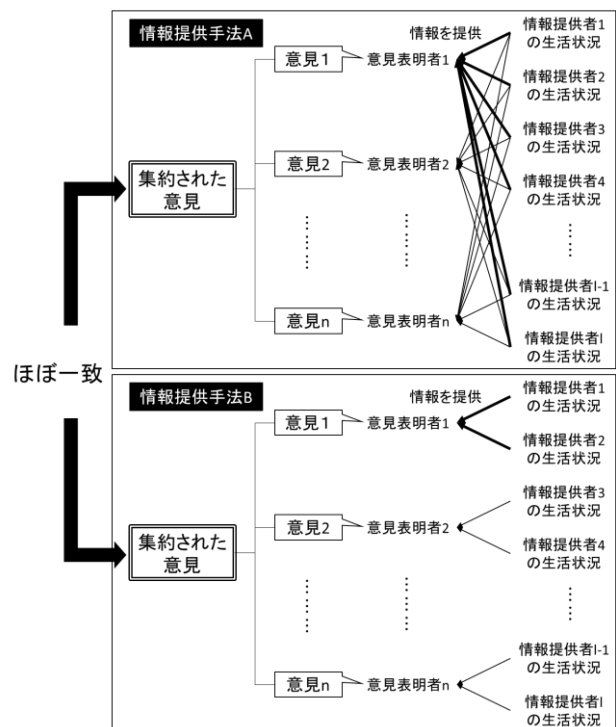 情報提供手法A
情報を提供
意見1
意見表明者1
情報提供者1
の生活状況
情報提供者2
の生活状況
情報提供者3
の生活状況
意見2
意見表明者2
情報提供者4
の生活状況
集約された
意見
情報提供者l-1
の生活状況
意見n
意見表明者n
情報提供者l
の生活状況
ほぼ一致
情報提供手法B
情報を提供
意見1
意見表明者1
情報提供者1
の生活状況
情報提供者2
の生活状況
情報提供者3
の生活状況
意見2
意見表明者2
情報提供者4
の生活状況
集約された
意見
情報提供者l-1
の生活状況
意見n
意見表明者n
情報提供者l
の生活状況